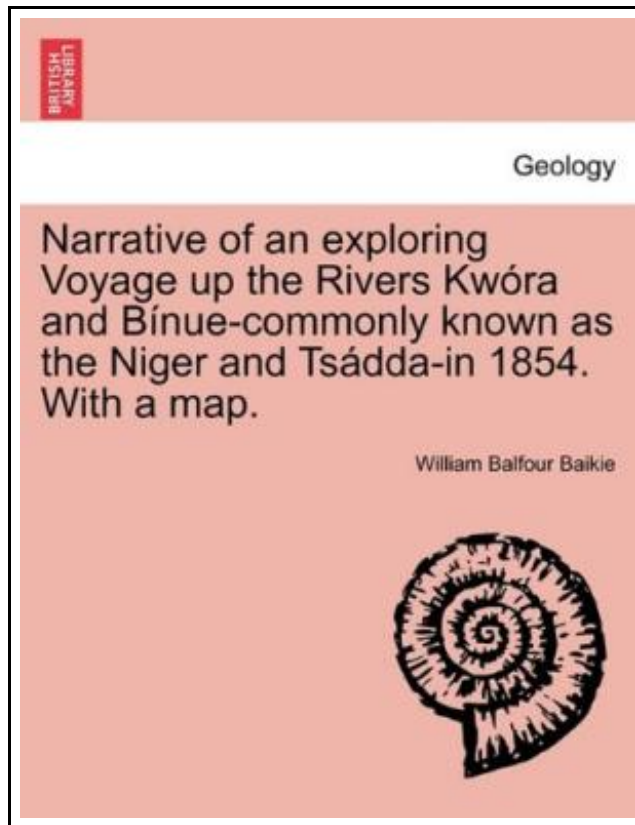 BRITISH
LIBRARY
Geology
Narrative of an exploring
Voyage up the Rivers Kwóra
and Bínue-commonly known as
the Niger and Tsádda-in 1854.
With a map.
William Balfour Baikie